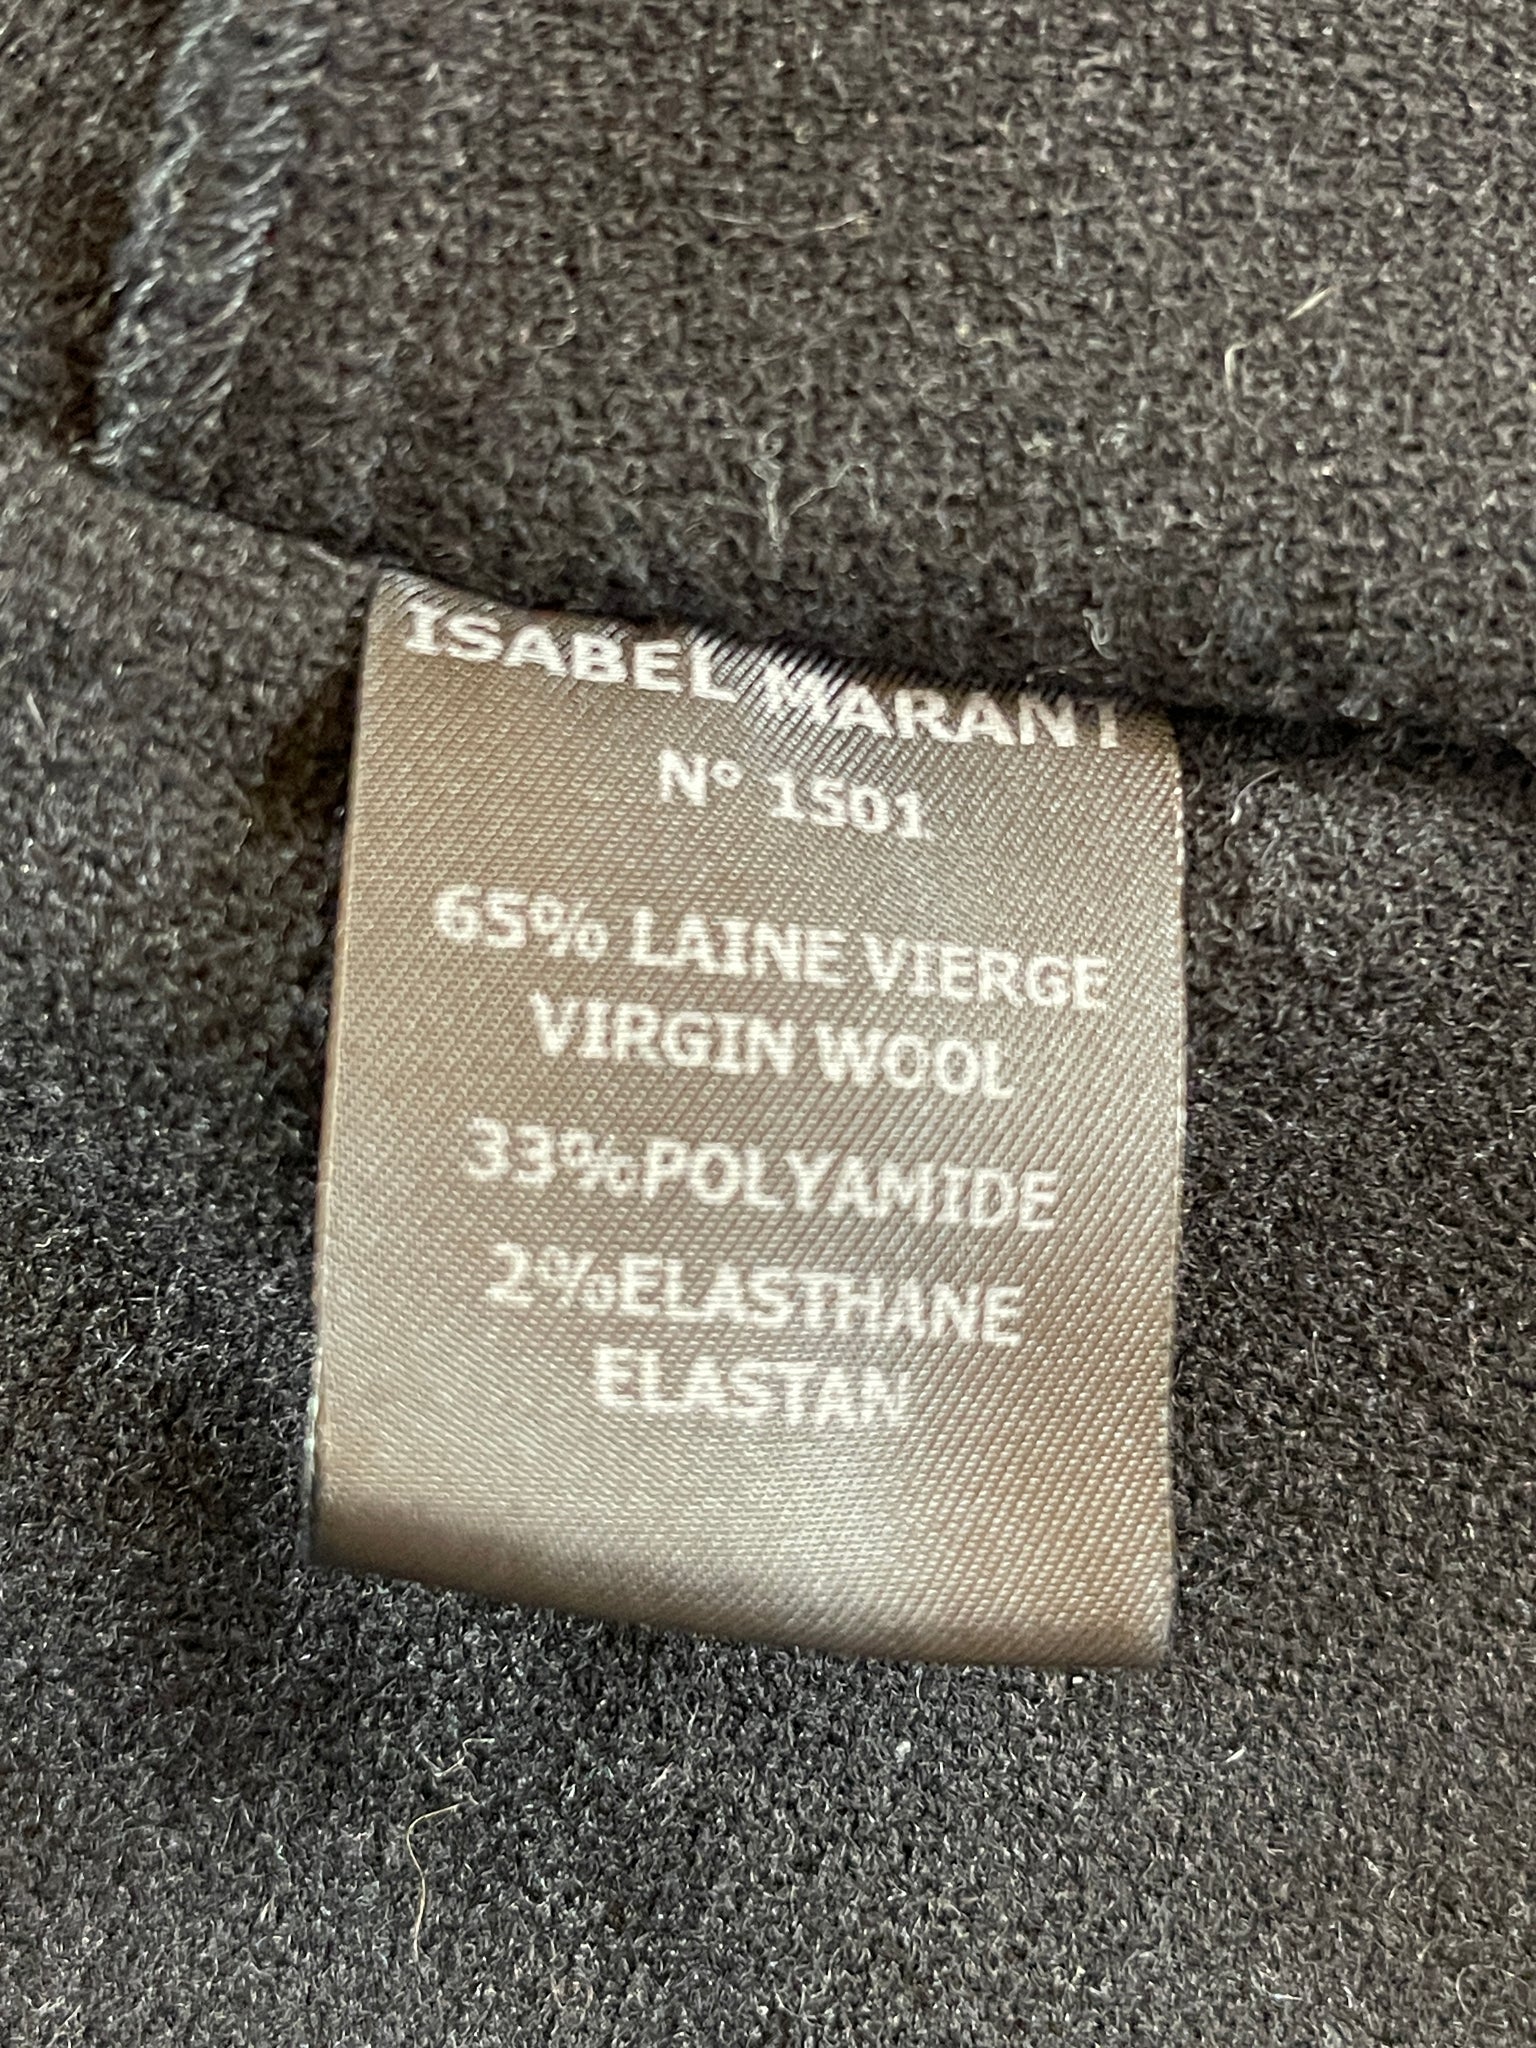 ISABEL MARANT
N° 1501
65% LAINE VIERGE
VIRGIN WOOL
33%POLYAMIDE
2%ELASTHANE
ELASTAN